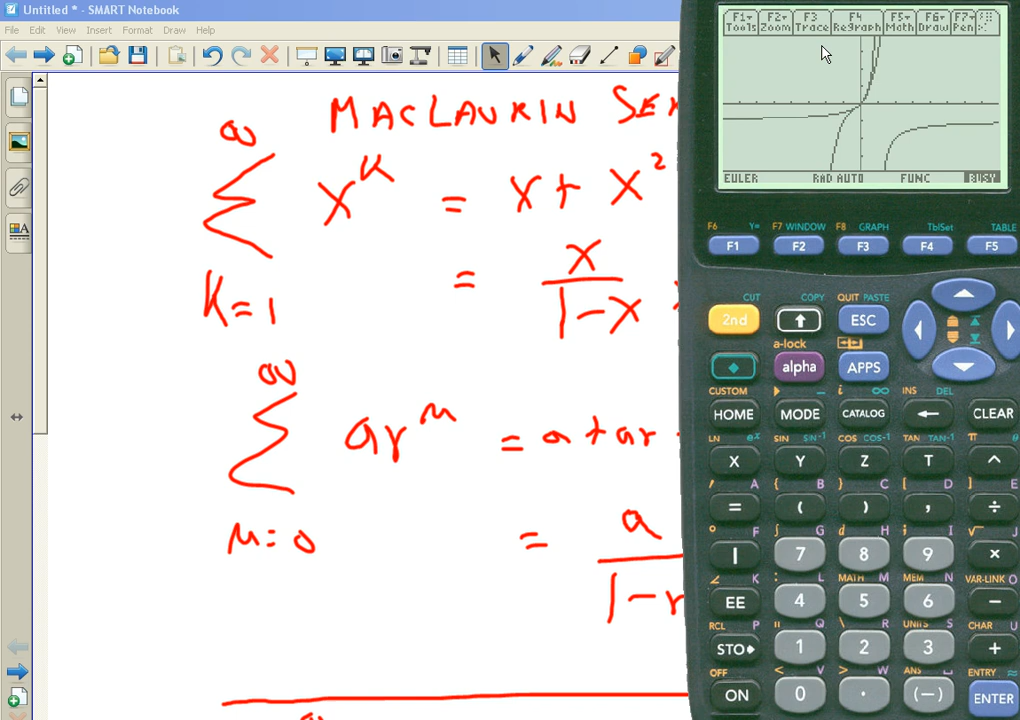 Untitled * - SMART Notebook
File Edit View Insert Format Draw Help
MACLAURIN SER
∞
Σ x^k = x + x^2
k=1
= x
1-x
∞
Σ ar^n = a + ar
n=0
= a
1-r
F1 F2 F3 F4 F5 F6 F7
Tools Zoom Trace Regraph Math Draw Pen
EULER RAD AUTO FUNC BUSY
F6 Y= F7 WINDOW F8 GRAPH TblSet TABLE
F1 F2 F3 F4 F5
CUT COPY QUIT PASTE
2nd ESC
a-lock
alpha APPS
CUSTOM i ∞ INS DEL
HOME MODE CATALOG ← CLEAR
LN e^x SIN SIN^-1 COS COS^-1 TAN TAN^-1 π θ
X Y Z T ^
' A { B } C [ D ] E
= ( ) , ÷
° F ∫ G d H ; I √ J
| 7 8 9 ×
∠ K : L MATH M MEM N VAR-LINK O
EE 4 5 6 −
RCL P " Q \ R UNITS S CHAR T U
STO▸ 1 2 3 +
OFF < V > W ANS ENTRY ≈
ON 0 . (−) ENTER